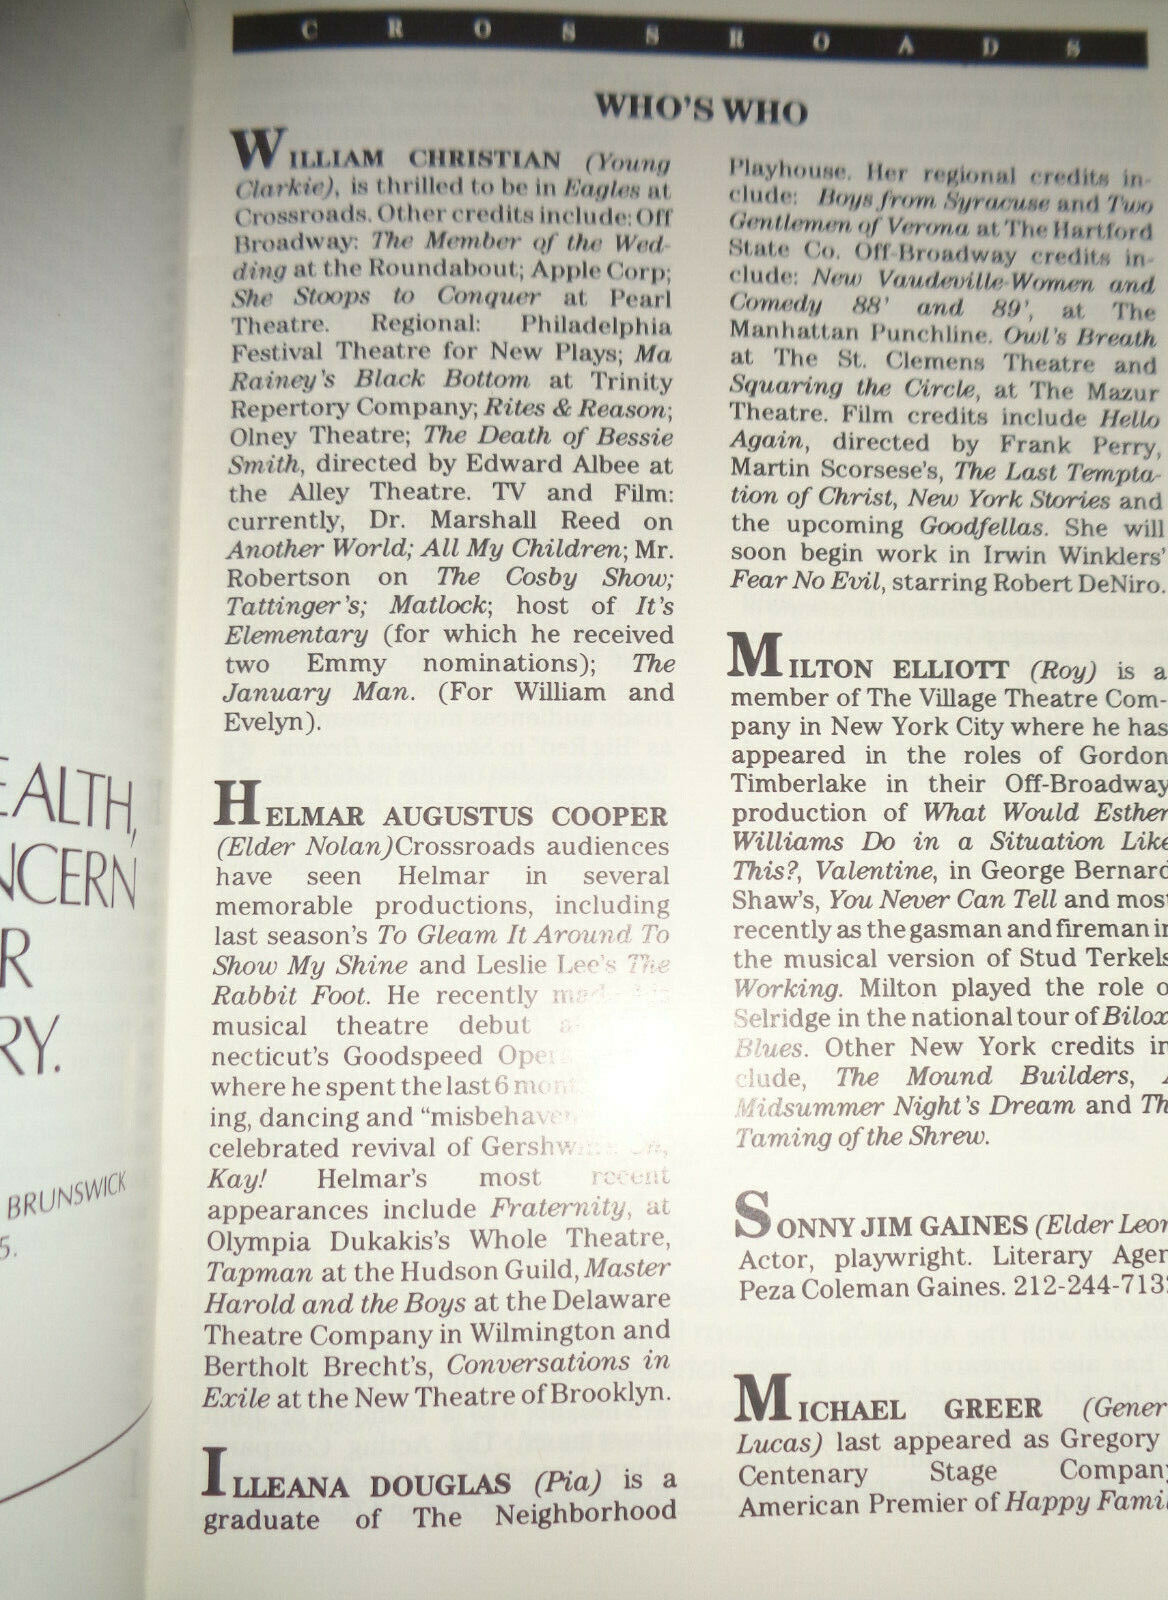 CROSSROADS
WHO'S WHO
WILLIAM CHRISTIAN (Young
Clarkie), is thrilled to be in Eagles at
Crossroads. Other credits include: Off
Broadway: The Member of the Wed-
ding at the Roundabout; Apple Corp;
She Stoops to Conquer at Pearl
Theatre. Regional: Philadelphia
Festival Theatre for New Plays; Ma
Rainey's Black Bottom at Trinity
Repertory Company; Rites & Reason;
Olney Theatre; The Death of Bessie
Smith, directed by Edward Albee at
the Alley Theatre. TV and Film:
currently, Dr. Marshall Reed on
Another World; All My Children; Mr.
Robertson on The Cosby Show;
Tattinger's; Matlock; host of It's
Elementary (for which he received
two Emmy nominations); The
January Man. (For William and
Evelyn).
HELMAR AUGUSTUS COOPER
(Elder Nolan)Crossroads audiences
have seen Helmar in several
memorable productions, including
last season's To Gleam It Around To
Show My Shine and Leslie Lee's The
Rabbit Foot. He recently
musical theatre debut
necticut's Goodspeed
where he spent the last 6
ing, dancing and
celebrated revival of Oh,
Kay! Helmar's most recent
appearances include Fraternity, at
Olympia Dukakis's Whole Theatre,
Tapman at the Hudson Guild, Master
Harold and the Boys at the Delaware
Theatre Company in Wilmington and
Bertholt Brecht's, Conversations in
Exile at the New Theatre of Brooklyn.
ILLEANA DOUGLAS (Pia) is a
graduate of The Neighborhood
Playhouse. Her regional credits in-
clude: Boys from Syracuse and Two
Gentlemen of Verona at The Hartford
State Co. Off-Broadway credits in-
clude: New Vaudeville-Women and
Comedy 88' and 89', at The
Manhattan Punchline. Owl's Breath
at The St. Clemens Theatre and
Squaring the Circle, at The Mazur
Theatre. Film credits include Hello
Again, directed by Frank Perry,
Martin Scorsese's, The Last Tempta-
tion of Christ, New York Stories and
the upcoming Goodfellas. She will
soon begin work in Irwin Winklers'
Fear No Evil, starring Robert DeNiro.
MILTON ELLIOTT (Roy) is a
member of The Village Theatre Com-
pany in New York City where he has
appeared in the roles of Gordon
Timberlake in their Off-Broadway
production of What Would Esther
Williams Do in a Situation Like
This?, Valentine, in George Bernard
Shaw's, You Never Can Tell and most
recently as the gasman and fireman in
the musical version of Stud Terkels
Working. Milton played the role o
Selridge in the national tour of Bilox
Blues. Other New York credits in
clude, The Mound Builders,
Midsummer Night's Dream and Th
Taming of the Shrew.
SONNY JIM GAINES (Elder Leon
Actor, playwright. Literary Agen
Peza Coleman Gaines. 212-244-713
MICHAEL GREER (Gener
Lucas) last appeared as Gregory
Centenary Stage Company
American Premier of Happy Famil
EALTH,
NCERN
R
RY.
BRUNSWICK
5.